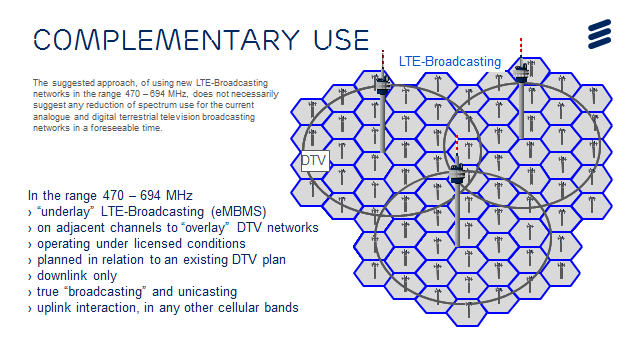 COMPLEMENTARY USE
LTE-Broadcasting
The suggested approach, of using new LTE-Broadcasting
networks in the range 470 – 694 MHz, does not necessarily
suggest any reduction of spectrum use for the current
analogue and digital terrestrial television broadcasting
networks in a foreseeable time.
DTV
In the range 470 – 694 MHz
› “underlay” LTE-Broadcasting (eMBMS)
› on adjacent channels to “overlay” DTV networks
› operating under licensed conditions
› planned in relation to an existing DTV plan
› downlink only
› true “broadcasting” and unicasting
› uplink interaction, in any other cellular bands